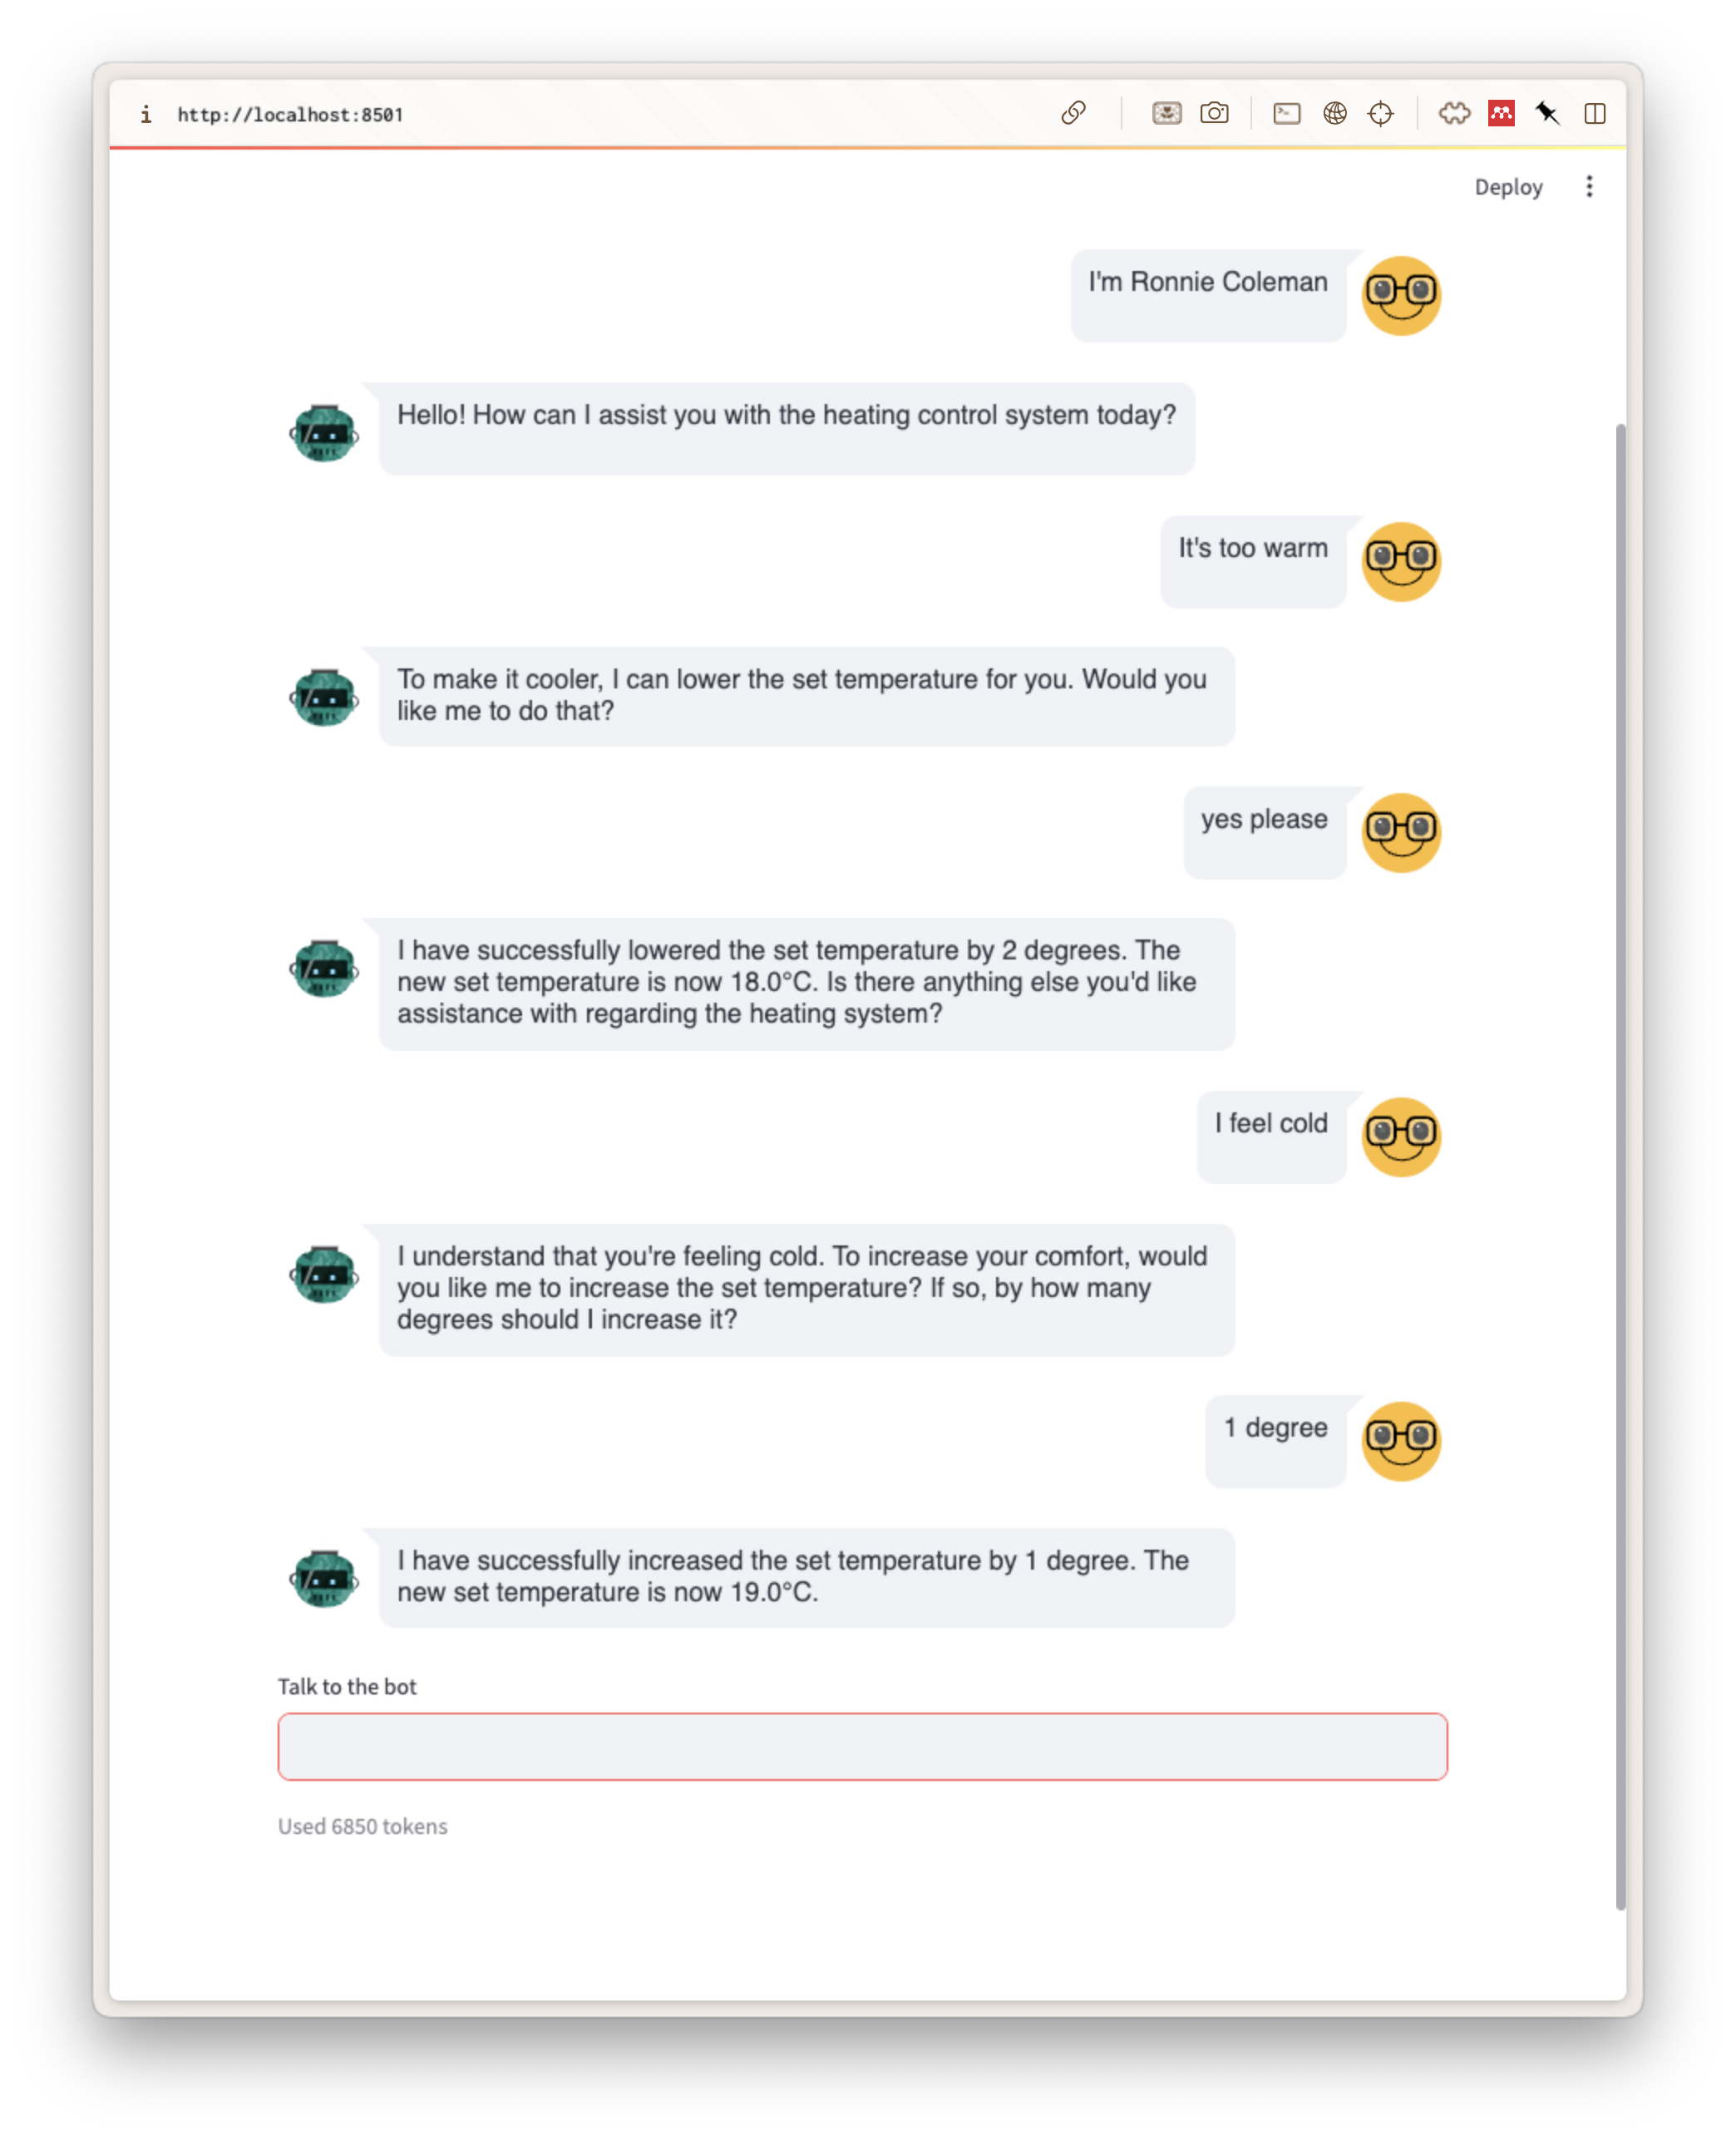 i http://localhost:8501
Deploy
I'm Ronnie Coleman
Hello! How can I assist you with the heating control system today?
It's too warm
To make it cooler, I can lower the set temperature for you. Would you
like me to do that?
yes please
I have successfully lowered the set temperature by 2 degrees. The
new set temperature is now 18.0°C. Is there anything else you'd like
assistance with regarding the heating system?
I feel cold
I understand that you're feeling cold. To increase your comfort, would
you like me to increase the set temperature? If so, by how many
degrees should I increase it?
1 degree
I have successfully increased the set temperature by 1 degree. The
new set temperature is now 19.0°C.
Talk to the bot
Used 6850 tokens